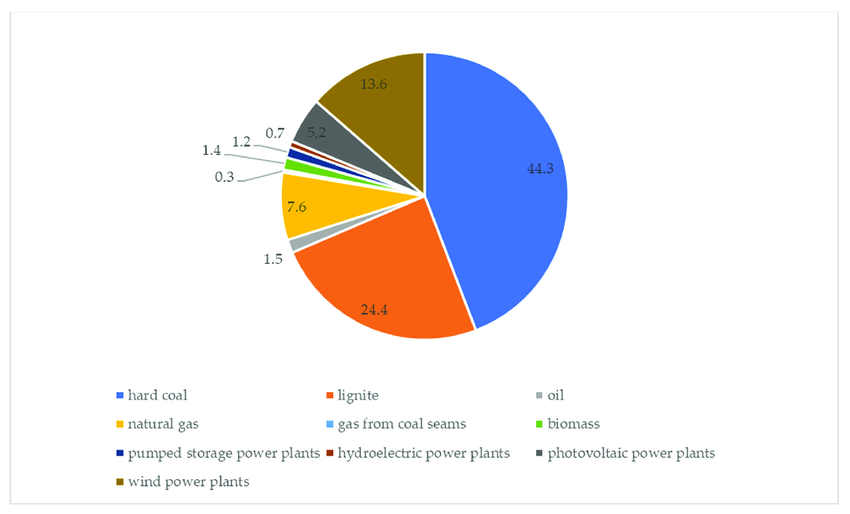 13.6
5,2
0.7
1.2
1.4
44.3
0.3
7.6
1.5
24.4
hard coal lignite oil
natural gas gas from coal seams biomass
pumped storage power plants hydroelectric power plants photovoltaic power plants
wind power plants